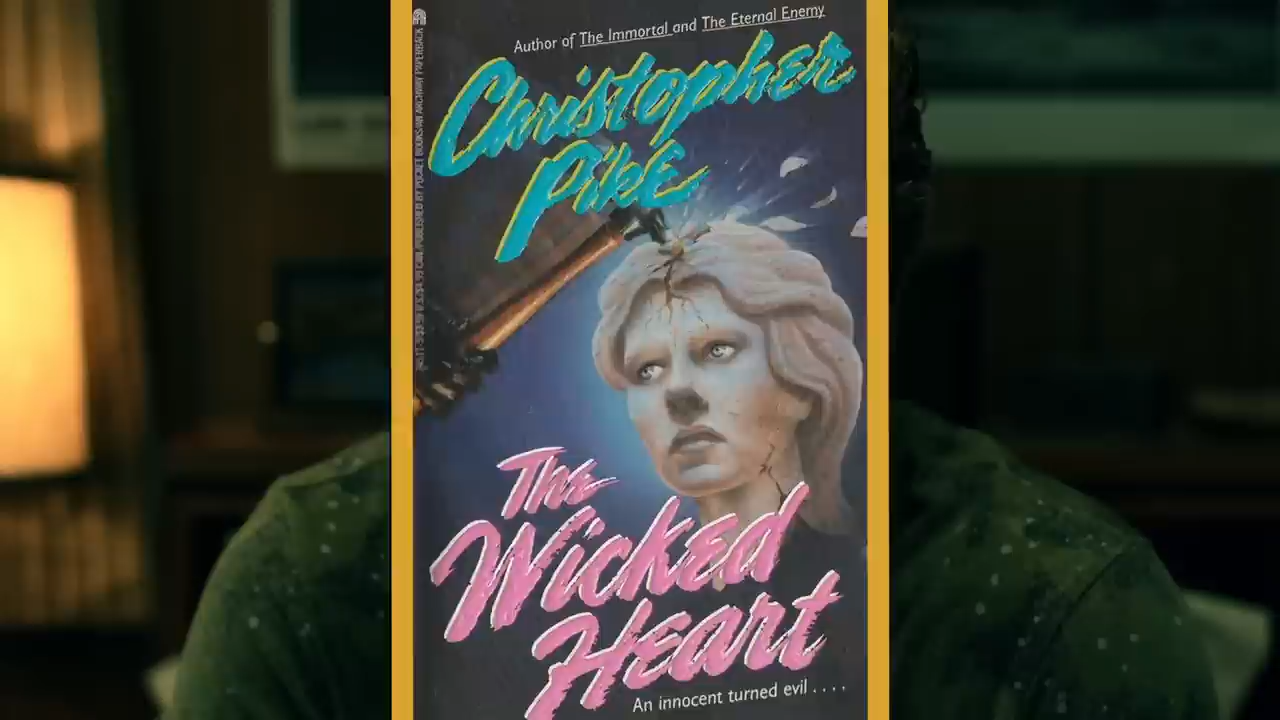 Author of The Immortal and The Eternal Enemy
Christopher
Pike
The
Wicked
Heart
An innocent turned evil . . . .